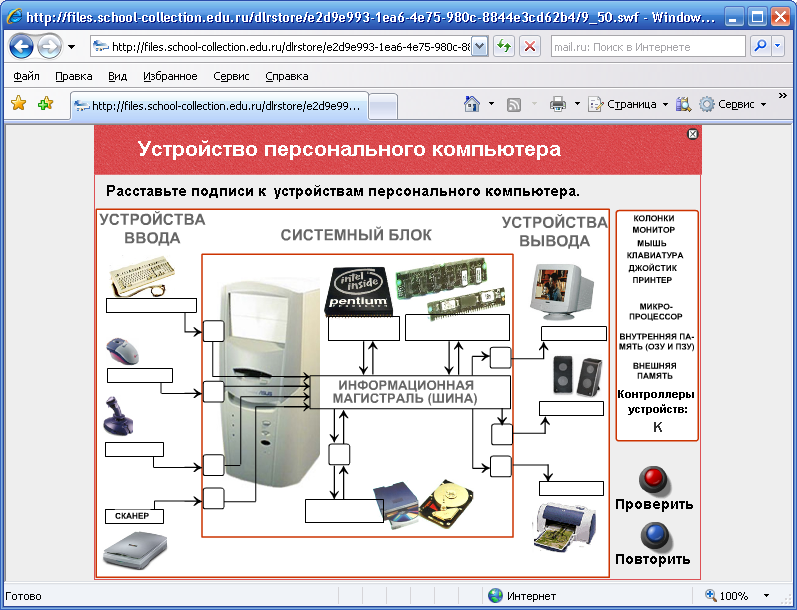 http://files.school-collection.edu.ru/dlrstore/e2d9e993-1ea6-4e75-980c-8844e3cd62b4/9_50.swf - Window...
http://files.school-collection.edu.ru/dlrstore/e2d9e993-1ea6-4e75-980c-8
mail.ru: Поиск в Интернете
Файл Правка Вид Избранное Сервис Справка
http://files.school-collection.edu.ru/dlrstore/e2d9e99...
Страница
Сервис
Устройство персонального компьютера
Расставьте подписи к устройствам персонального компьютера.
УСТРОЙСТВА
ВВОДА
СИСТЕМНЫЙ БЛОК
УСТРОЙСТВА
ВЫВОДА
intel
inside
pentium
ИНФОРМАЦИОННАЯ
МАГИСТРАЛЬ (ШИНА)
СКАНЕР
КОЛОНКИ
МОНИТОР
МЫШЬ
КЛАВИАТУРА
ДЖОЙСТИК
ПРИНТЕР
МИКРО-
ПРОЦЕССОР
ВНУТРЕННЯЯ ПА-
МЯТЬ (ОЗУ И ПЗУ)
ВНЕШНЯЯ
ПАМЯТЬ
Контроллеры
устройств:
К
Проверить
Повторить
Готово
Интернет
100%